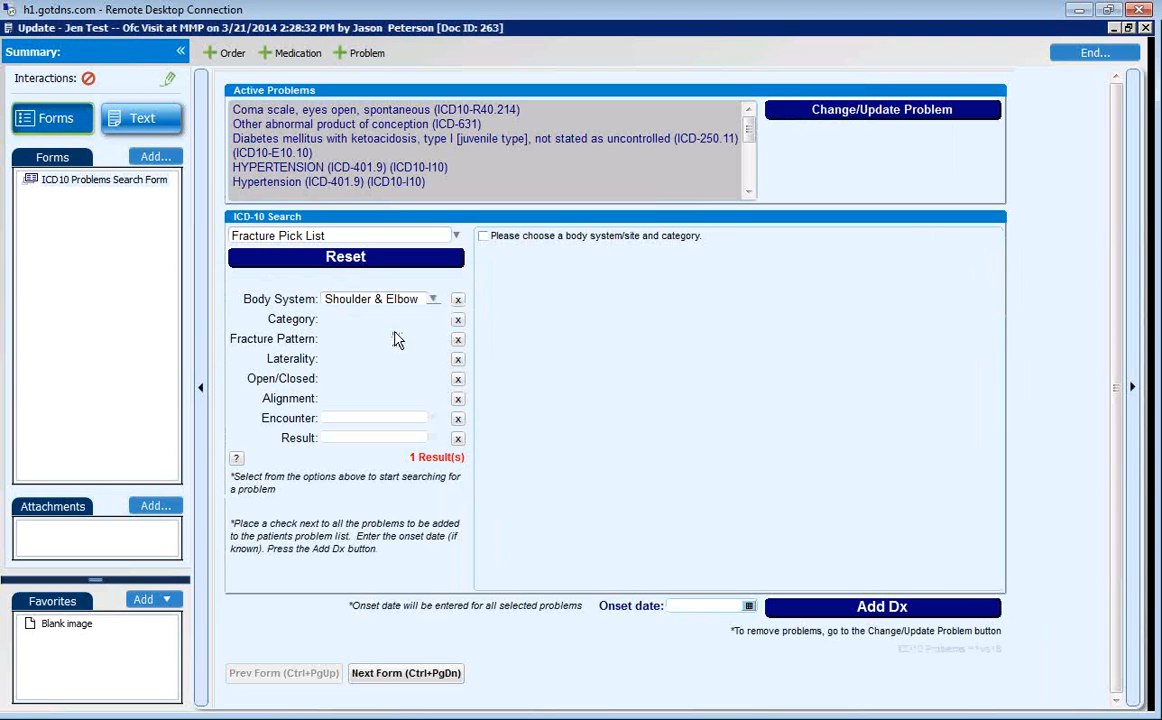 h1.gotdns.com - Remote Desktop Connection
Update - Jen Test -- Ofc Visit at MMP on 3/21/2014 2:28:32 PM by Jason Peterson [Doc ID: 263]
Summary: «
Order
Medication
Problem
End...
Interactions:
Forms
Text
Forms
Add...
ICD10 Problems Search Form
Attachments
Add...
Favorites
Add
Blank image
Active Problems
Coma scale, eyes open, spontaneous (ICD10-R40.214)
Other abnormal product of conception (ICD-631)
Diabetes mellitus with ketoacidosis, type I [juvenile type], not stated as uncontrolled (ICD-250.11)
(ICD10-E10.10)
HYPERTENSION (ICD-401.9) (ICD10-I10)
Hypertension (ICD-401.9) (ICD10-I10)
Change/Update Problem
ICD-10 Search
Fracture Pick List
Reset
Please choose a body system/site and category.
Body System: Shoulder & Elbow x
Category: x
Fracture Pattern: x
Laterality: x
Open/Closed: x
Alignment: x
Encounter: x
Result: x
? 1 Result(s)
*Select from the options above to start searching for
a problem
*Place a check next to all the problems to be added
to the patients problem list. Enter the onset date (if
known). Press the Add Dx button.
*Onset date will be entered for all selected problems
Onset date:
Add Dx
*To remove problems, go to the Change/Update Problem button
ICD-10 Problems
Prev Form (Ctrl+PgUp)
Next Form (Ctrl+PgDn)